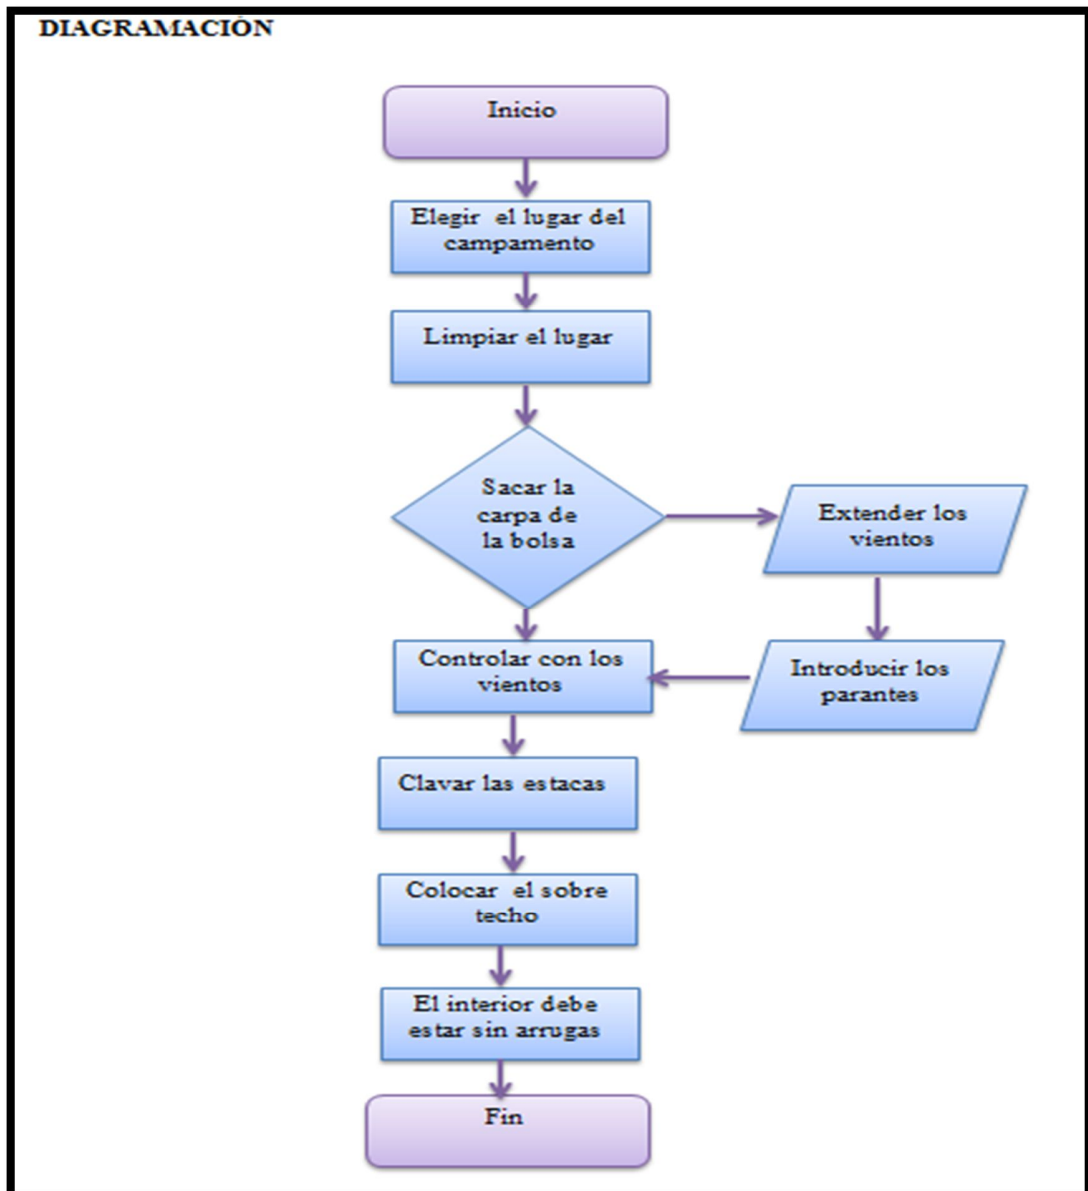 DIAGRAMACIÓN
Inicio
Elegir el lugar del
campamento
Limpiar el lugar
Sacar la
carpa de
la bolsa
Extender los
vientos
Controlar con los
vientos
Introducir los
parantes
Clavar las estacas
Colocar el sobre
techo
El interior debe
estar sin arrugas
Fin